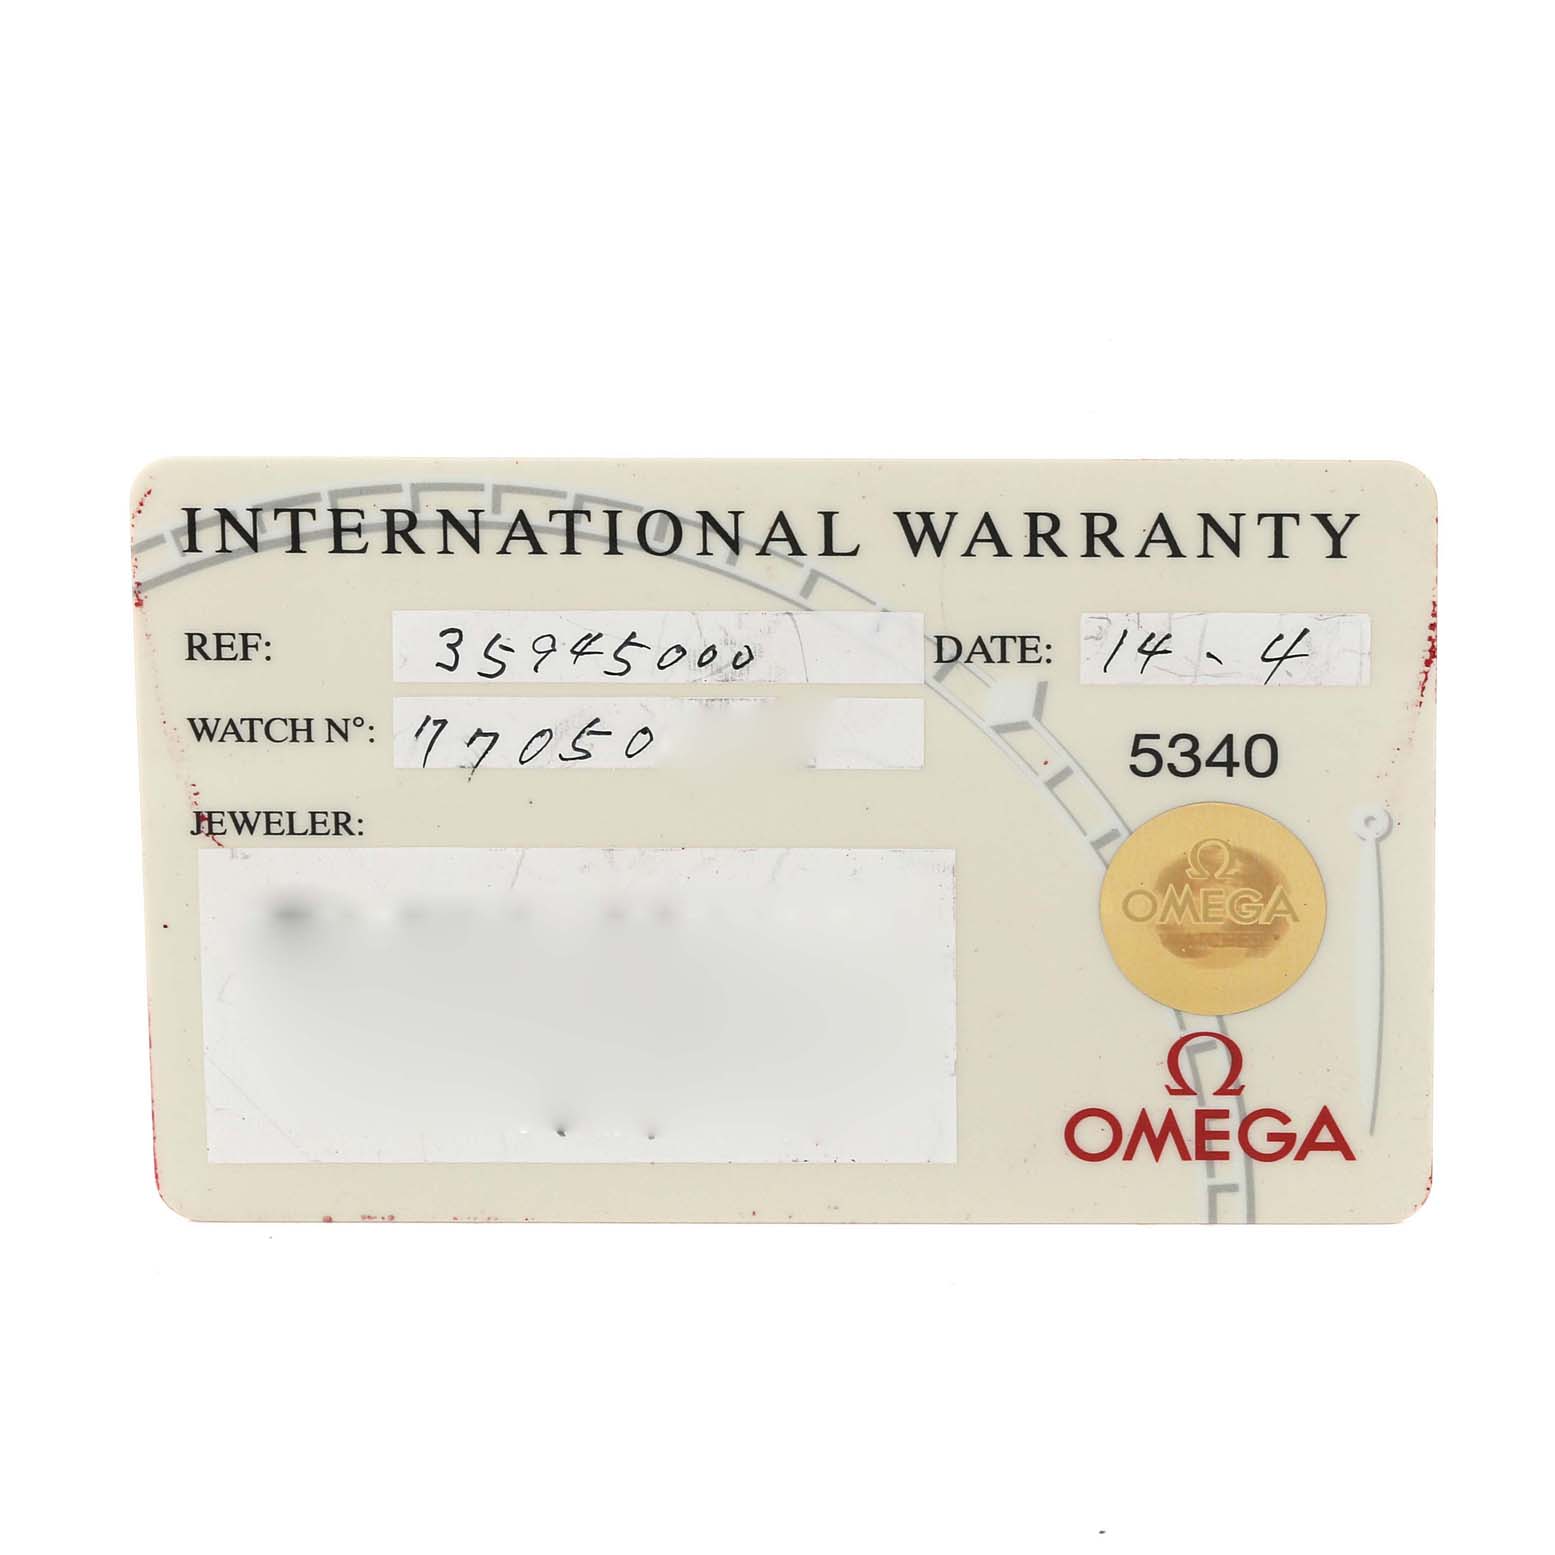 INTERNATIONAL WARRANTY
REF: 35945000 DATE: 14、4
WATCH N°: 77050
5340
JEWELER:
Ω
OMEGA
Ω
OMEGA